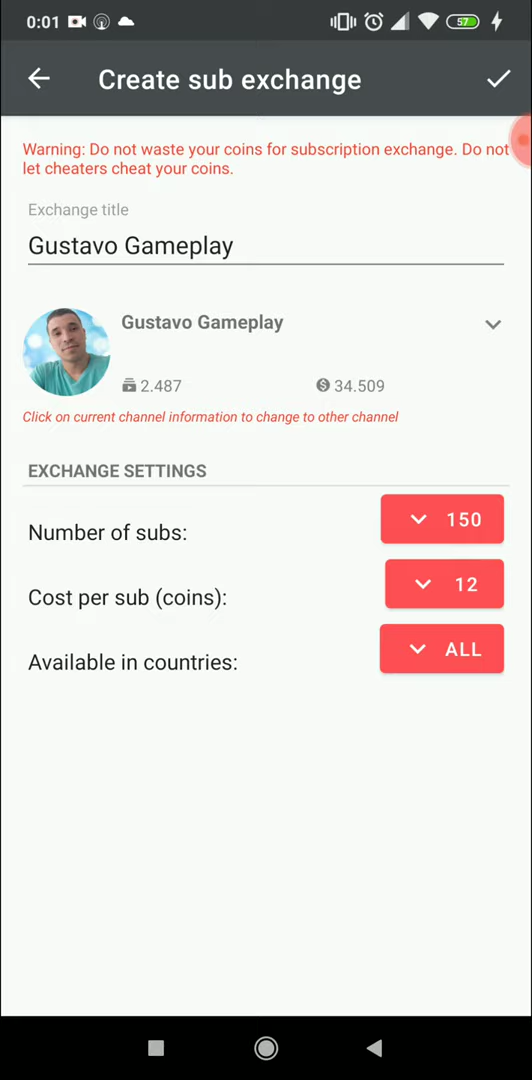 0:01
57
Create sub exchange
Warning: Do not waste your coins for subscription exchange. Do not
let cheaters cheat your coins.
Exchange title
Gustavo Gameplay
Gustavo Gameplay
2.487 34.509
Click on current channel information to change to other channel
EXCHANGE SETTINGS
Number of subs: 150
Cost per sub (coins): 12
Available in countries: ALL